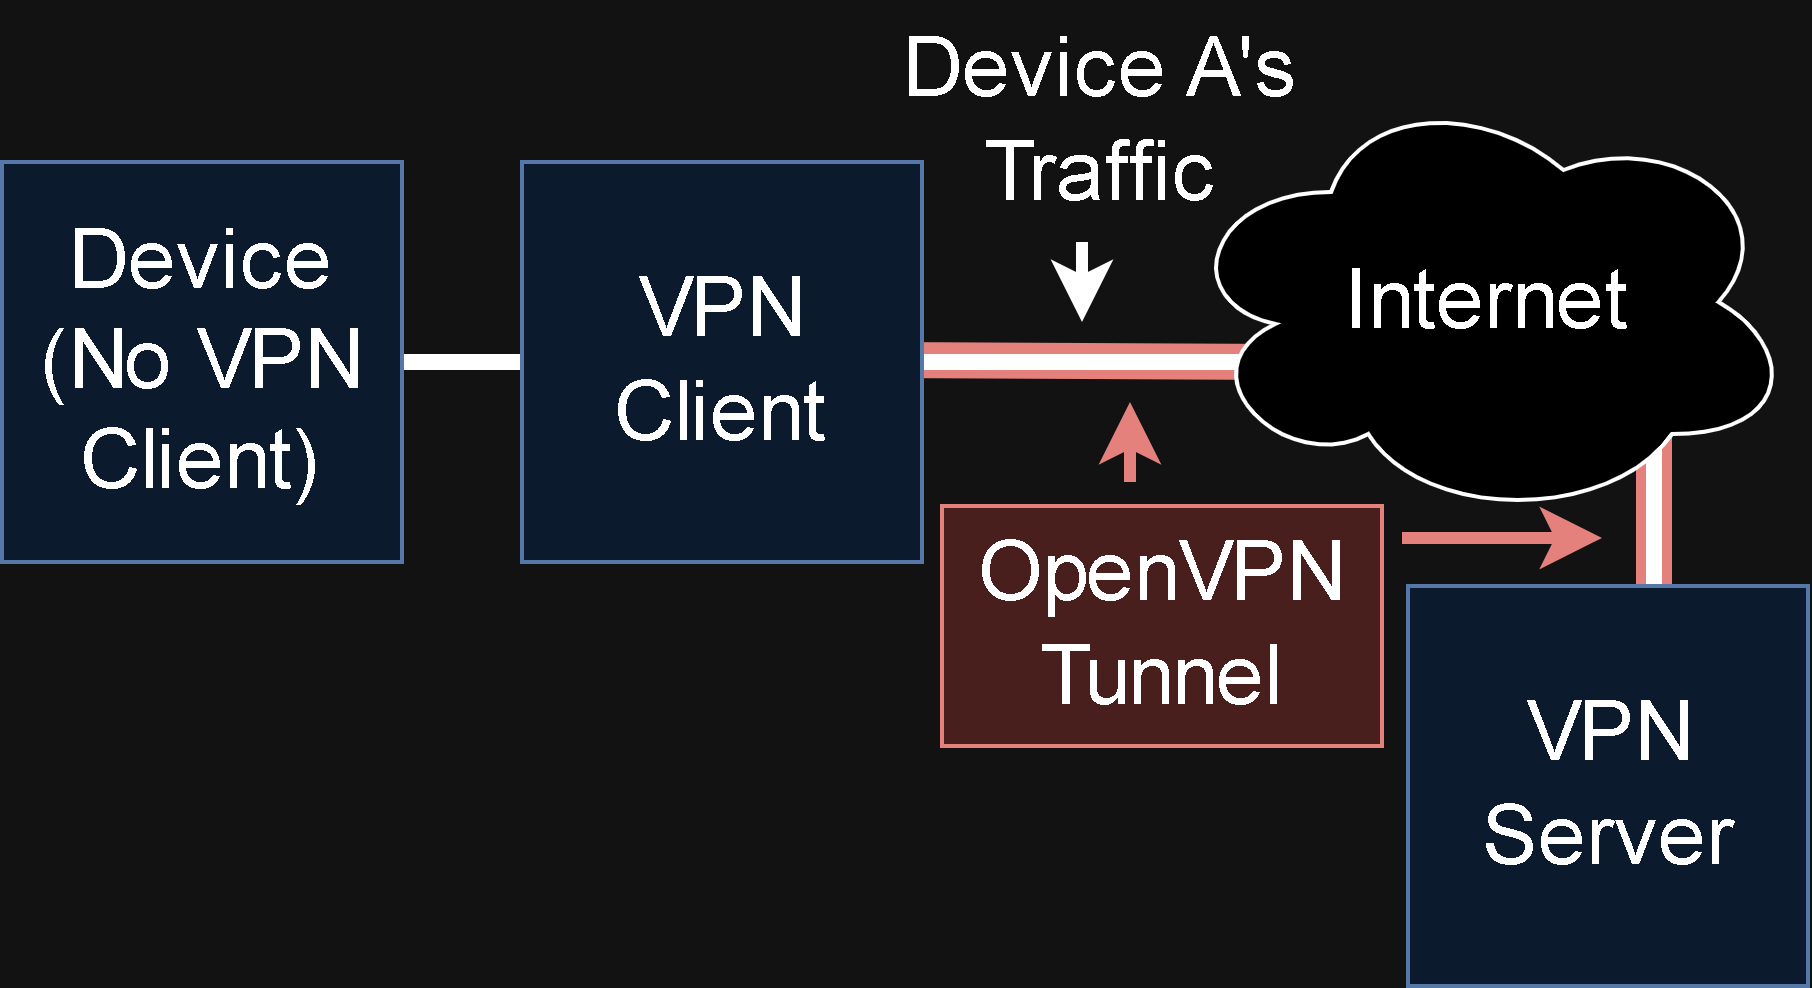 Device A's
Traffic
Device
(No VPN
Client)
VPN
Client
Internet
OpenVPN
Tunnel
VPN
Server